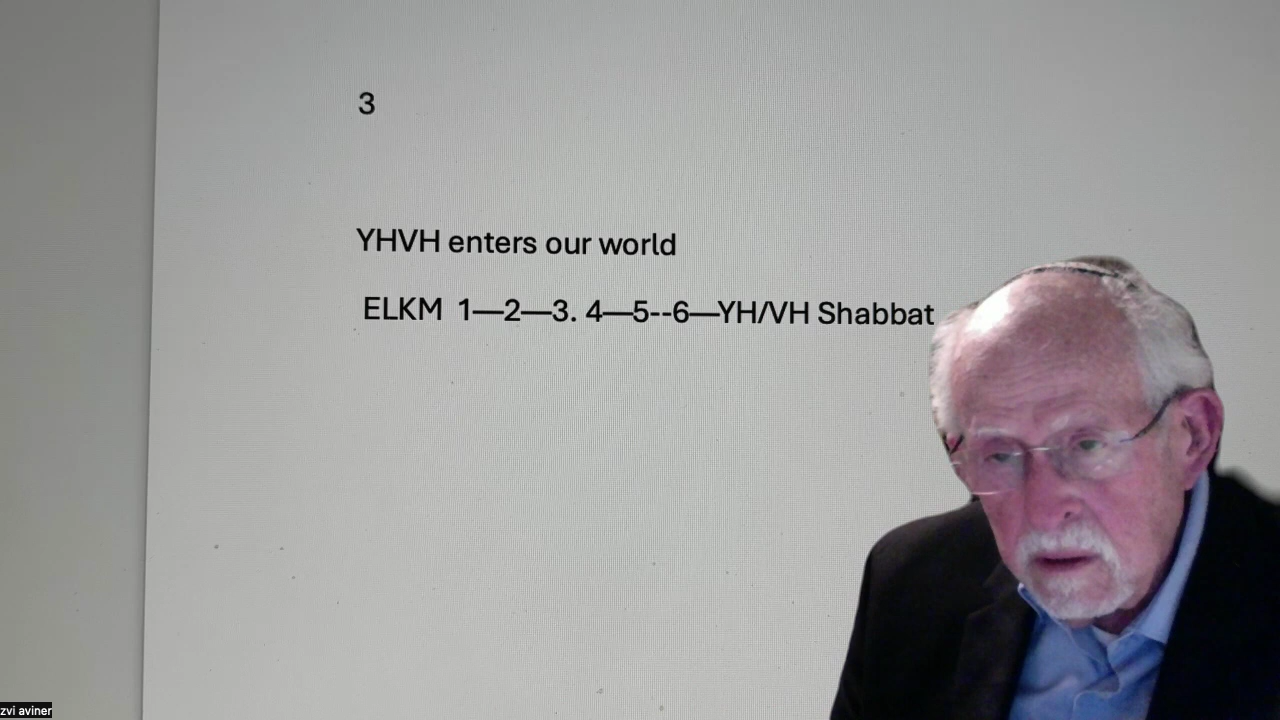 3
YHVH enters our world
ELKM 1—2—3. 4—5--6—YH/VH Shabbat
zvi aviner